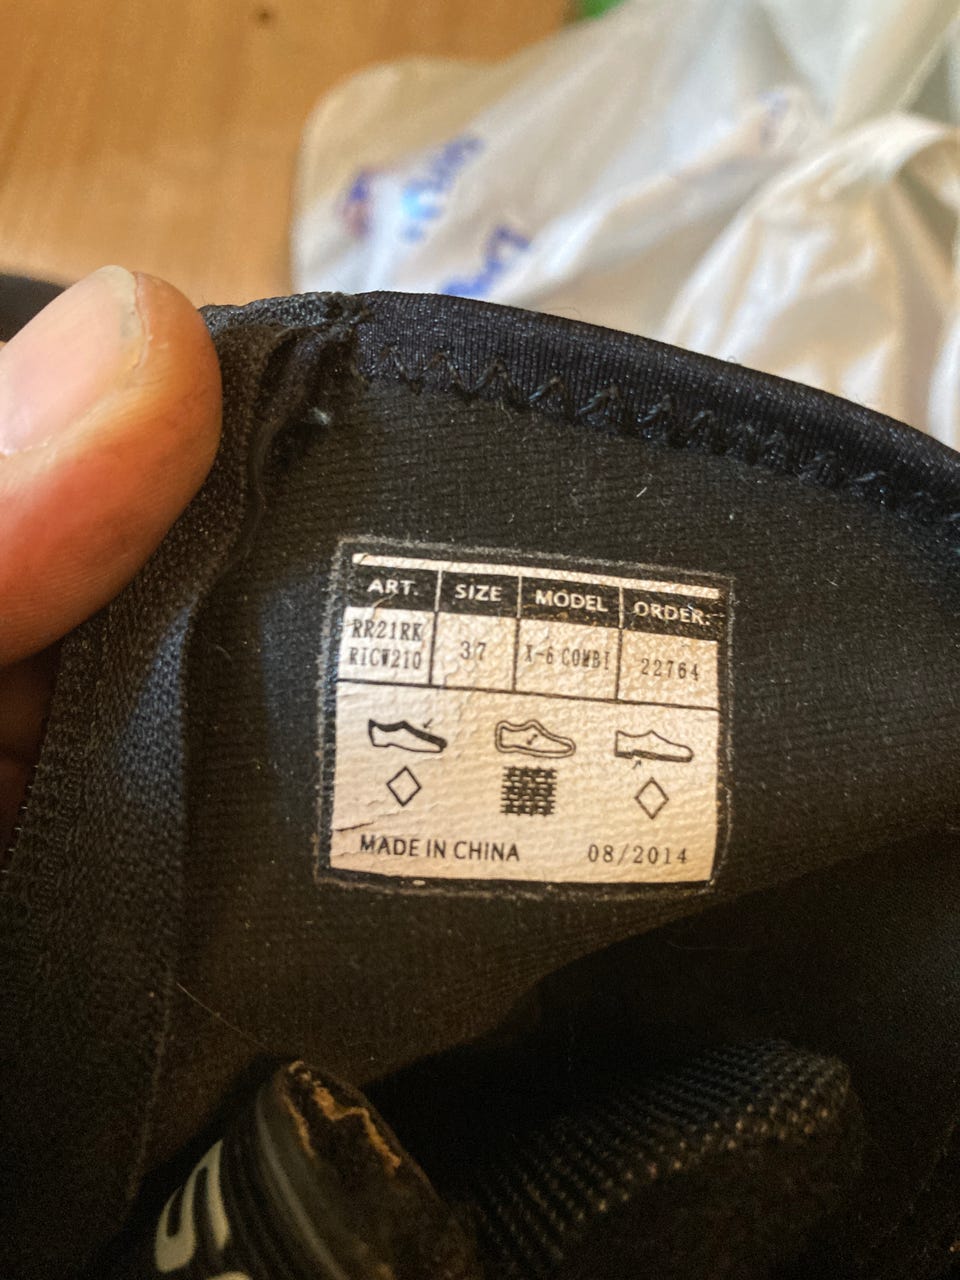 ART. SIZE MODEL ORDER.
RR21RK
RICW210 37 X-6 COMBI 22764
MADE IN CHINA 08/2014